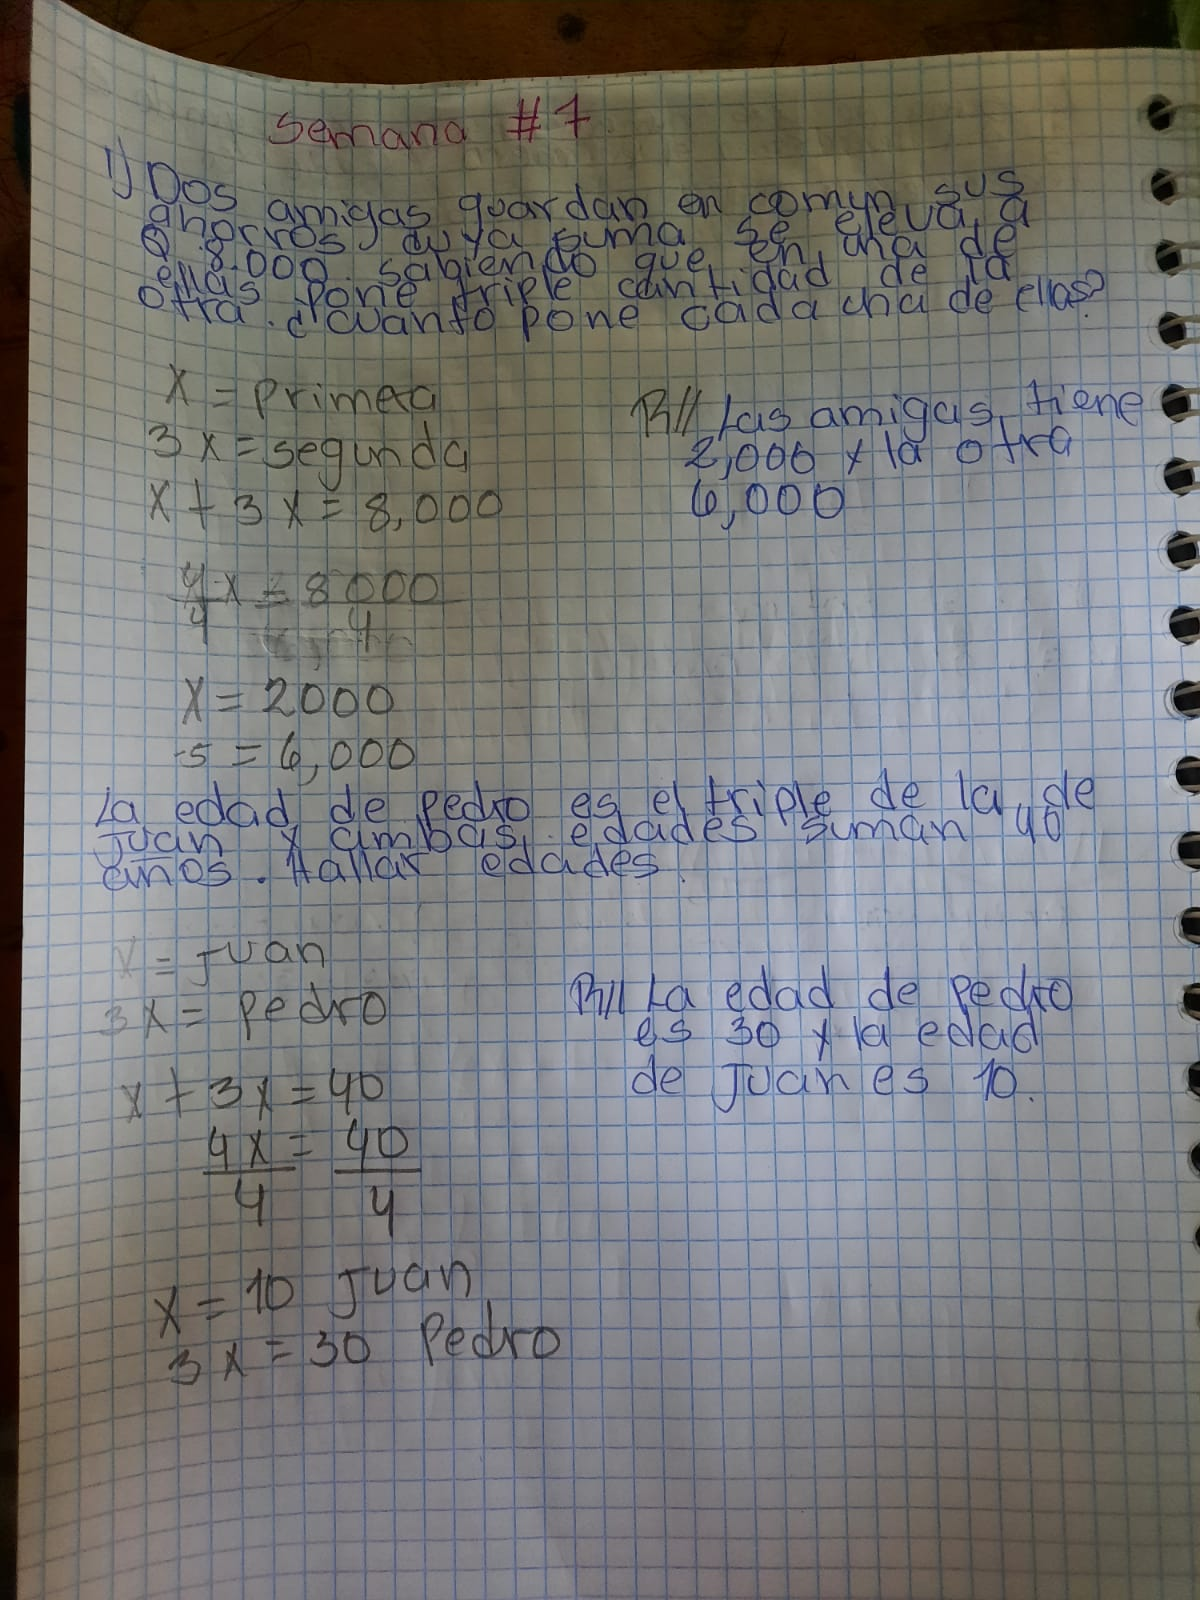 Semana #7
1) Dos amigas guardan en comun sus
ahorros cuya suma se eleva a
Q 8.000. sabiendo que en una de
ellas pone triple cantidad de la
otra. ¿cuanto pone cada una de ellas?
x = primera
3x = segunda
x + 3x = 8,000
4x = 8000
4 4
x = 2000
-5 = 6,000
R// Las amigas tiene
2,000 y la otra
6,000
La edad de pedro es el triple de la de
Juan y ambas edades suman 40
años. Hallar edades.
x = Juan
3x = pedro
x + 3x = 40
4x = 40
4 4
x = 10 Juan
3x = 30 Pedro
R// La edad de pedro
es 30 y la edad
de Juan es 10.